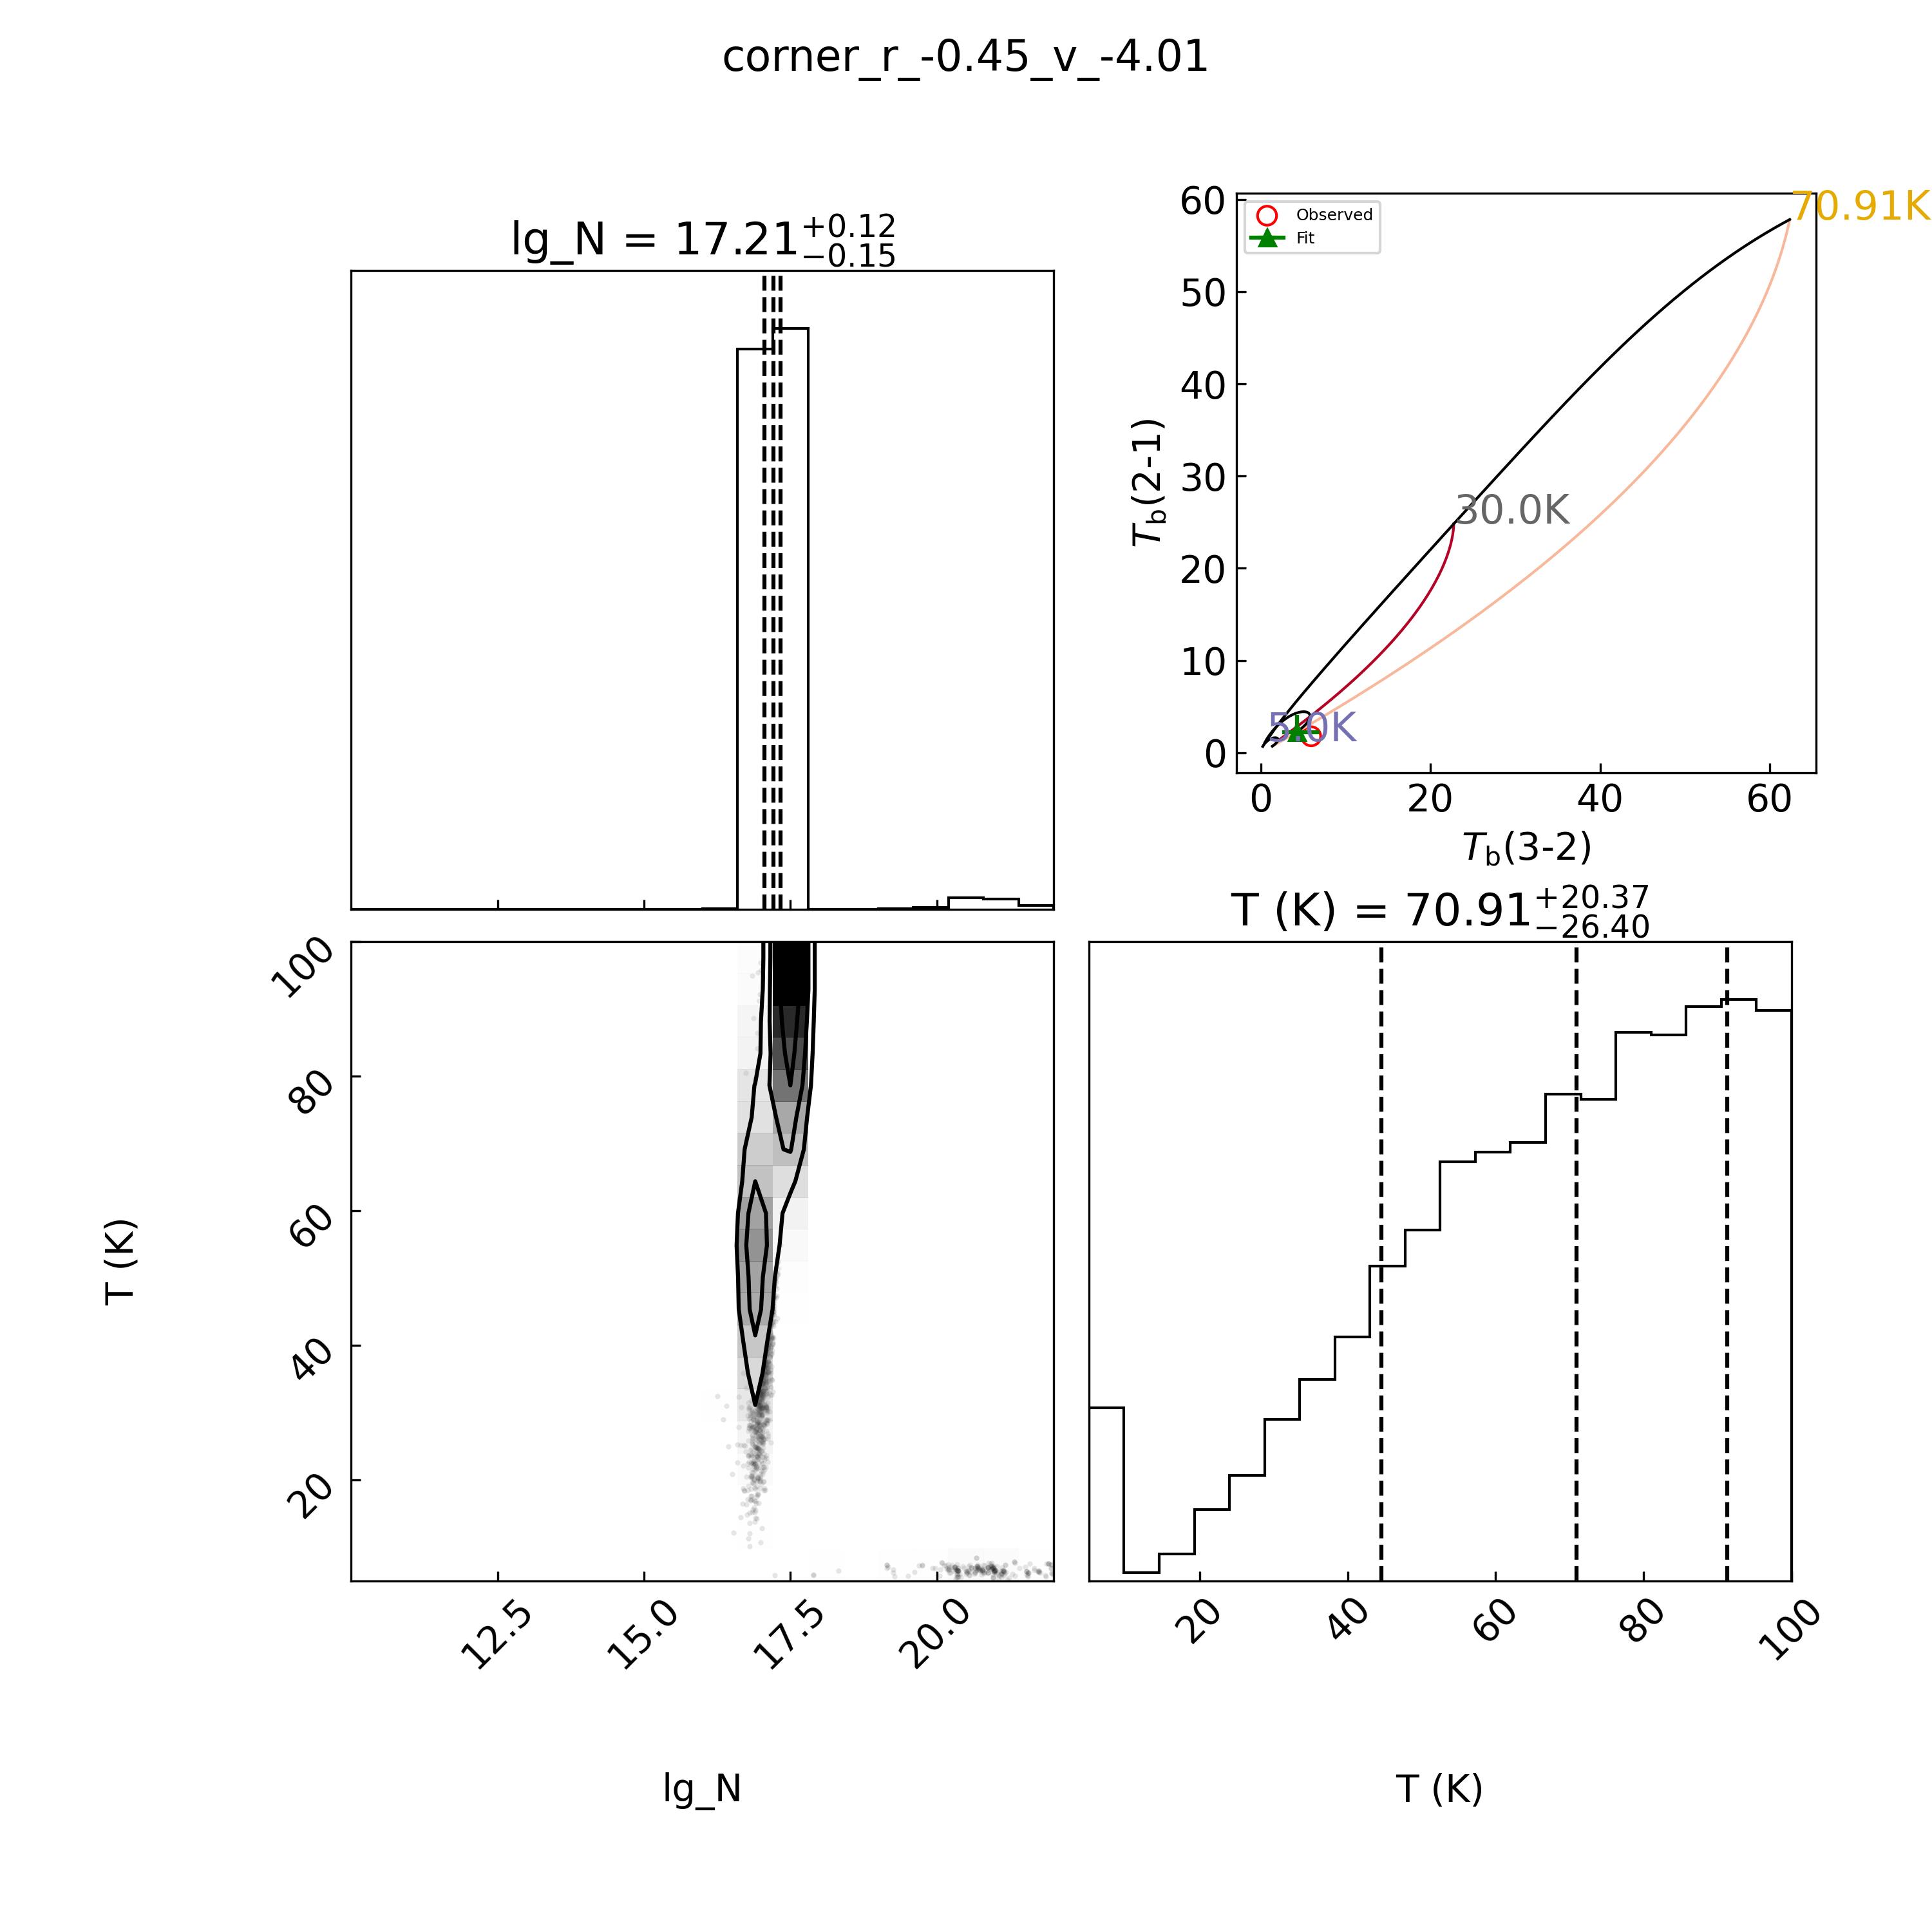 corner_r_-0.45_v_-4.01
lg_N = 17.21+0.12−0.15
60
50
40
30
20
10
0
Tb(2-1)
Observed
Fit
70.91K
30.0K
5.0K
0 20 40 60
Tb(3-2)
T (K) = 70.91+20.37−26.40
100
80
60
40
20
T (K)
12.5 15.0 17.5 20.0
lg_N
20 40 60 80 100
T (K)